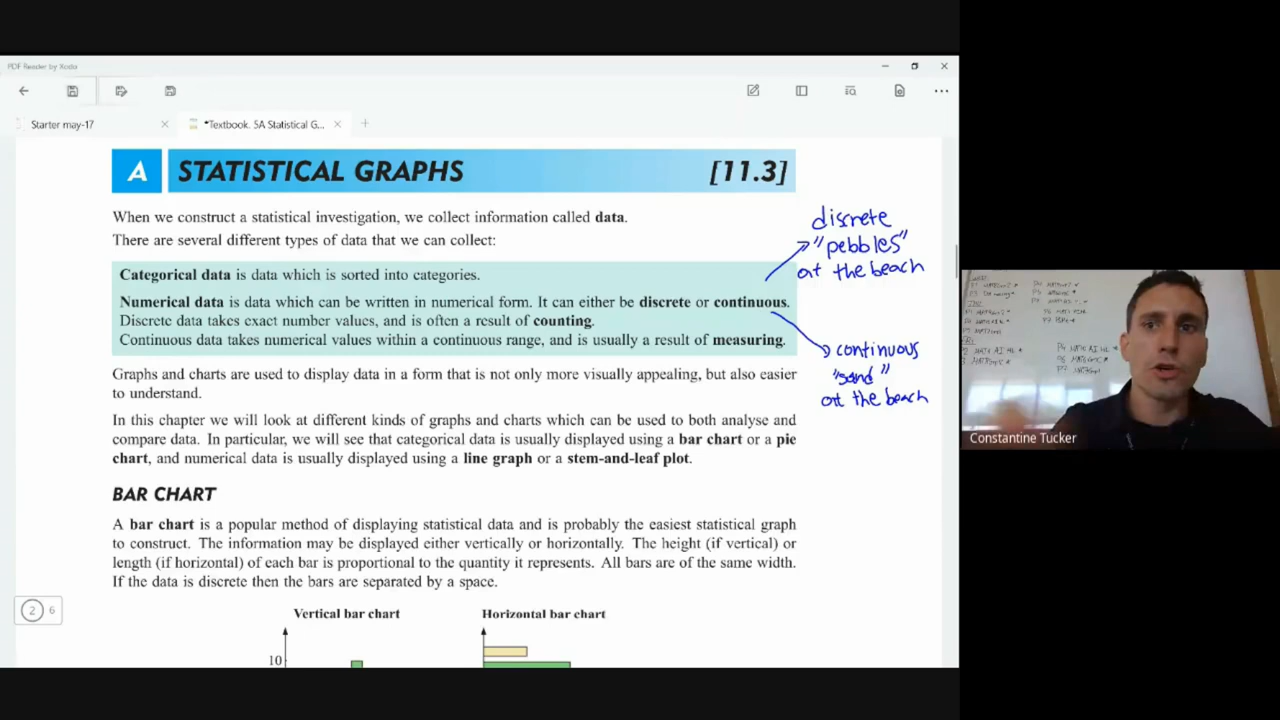 PDF Reader by Xodo
Starter may-17
*Textbook. 5A Statistical G...
A STATISTICAL GRAPHS [11.3]
When we construct a statistical investigation, we collect information called data.
There are several different types of data that we can collect:
Categorical data is data which is sorted into categories.
Numerical data is data which can be written in numerical form. It can either be discrete or continuous.
Discrete data takes exact number values, and is often a result of counting.
Continuous data takes numerical values within a continuous range, and is usually a result of measuring.
discrete
"pebbles"
at the beach
continuous
"sand"
at the beach
Graphs and charts are used to display data in a form that is not only more visually appealing, but also easier
to understand.
In this chapter we will look at different kinds of graphs and charts which can be used to both analyse and
compare data. In particular, we will see that categorical data is usually displayed using a bar chart or a pie
chart, and numerical data is usually displayed using a line graph or a stem-and-leaf plot.
BAR CHART
A bar chart is a popular method of displaying statistical data and is probably the easiest statistical graph
to construct. The information may be displayed either vertically or horizontally. The height (if vertical) or
length (if horizontal) of each bar is proportional to the quantity it represents. All bars are of the same width.
If the data is discrete then the bars are separated by a space.
Vertical bar chart
Horizontal bar chart
10
2 6
Constantine Tucker